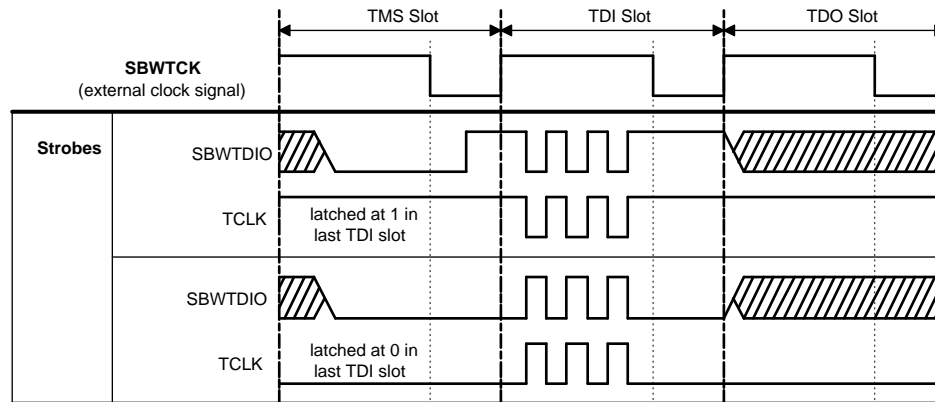 TMS Slot
TDI Slot
TDO Slot
SBWTCK
(external clock signal)
Strobes
SBWTDIO
TCLK
latched at 1 in
last TDI slot
SBWTDIO
TCLK
latched at 0 in
last TDI slot